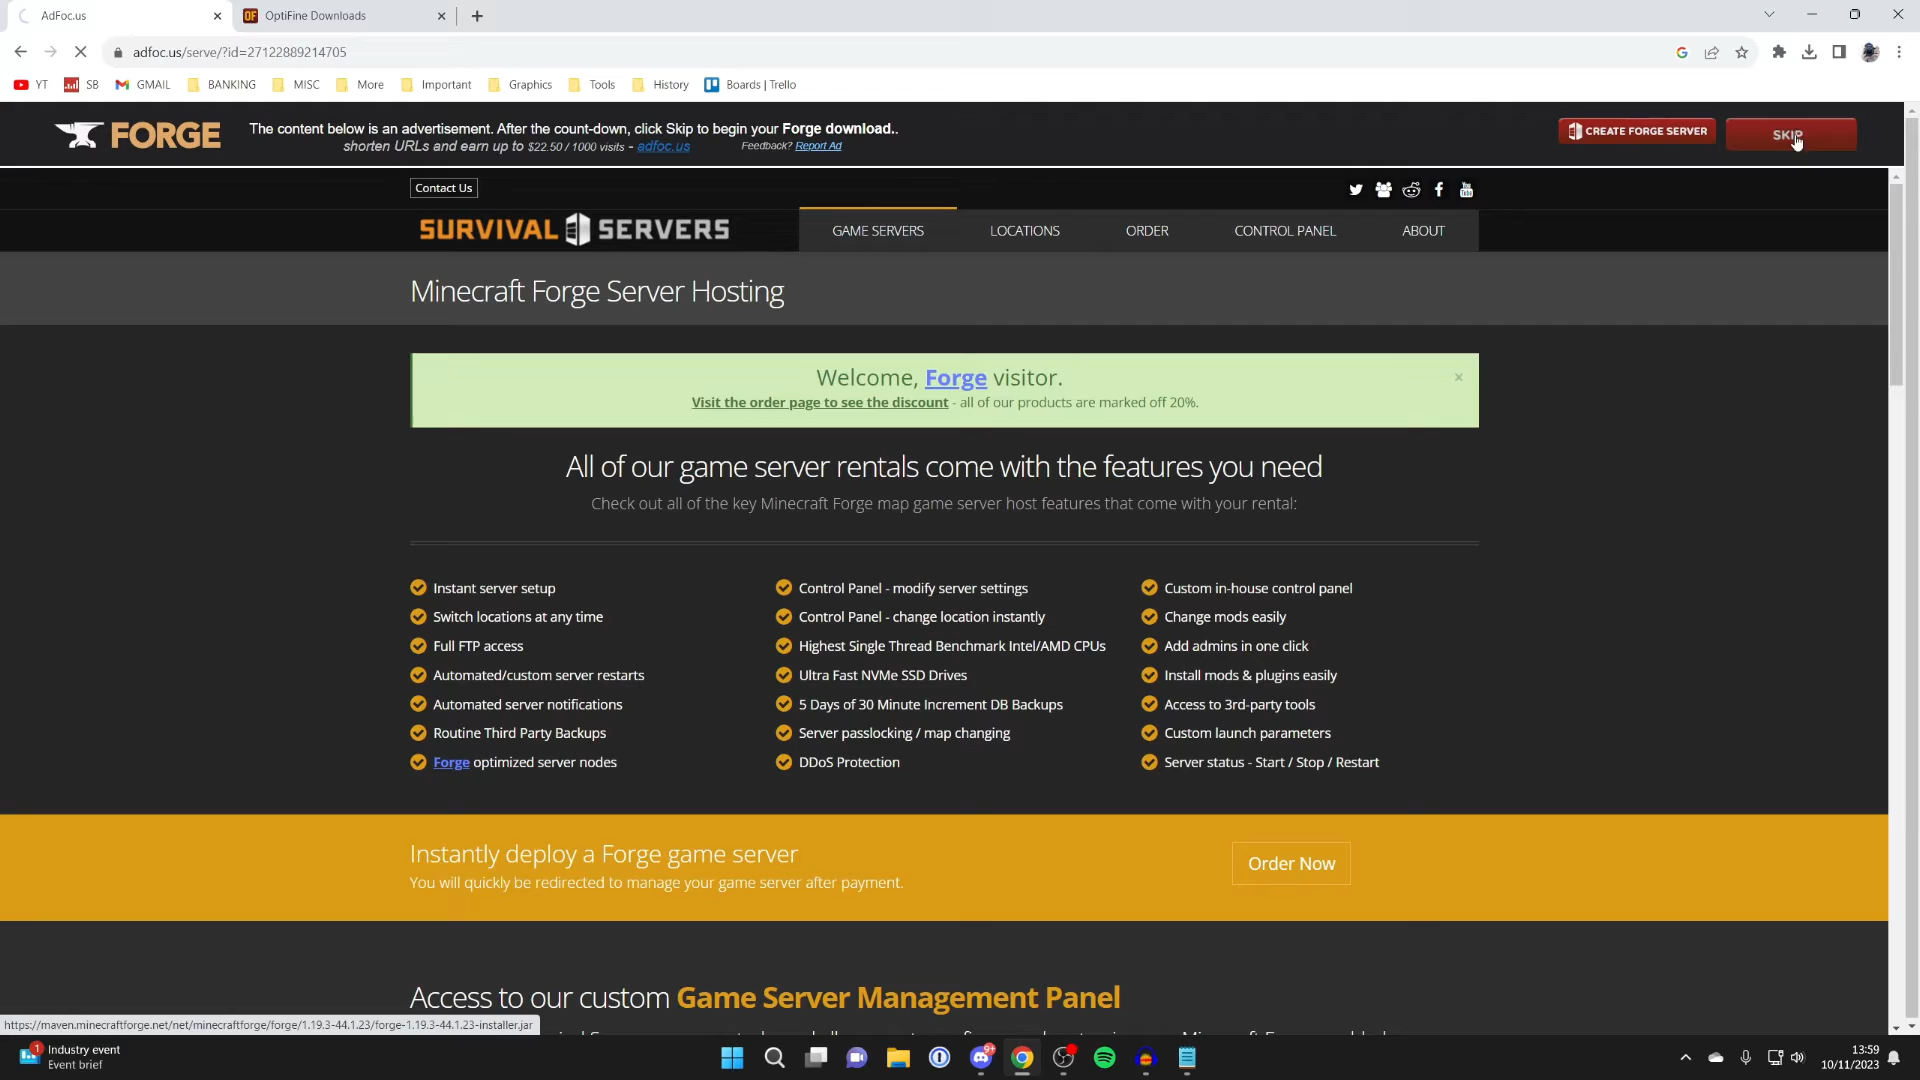 AdFoc.us
OptiFine Downloads
adfoc.us/serve/?id=27122889214705
YT
SB
GMAIL
BANKING
MISC
More
Important
Graphics
Tools
History
Boards | Trello
FORGE
The content below is an advertisement. After the count-down, click Skip to begin your Forge download..
shorten URLs and earn up to $22.50 / 1000 visits - adfoc.us
Feedback? Report Ad
CREATE FORGE SERVER
SKIP
Contact Us
SURVIVAL SERVERS
GAME SERVERS
LOCATIONS
ORDER
CONTROL PANEL
ABOUT
Minecraft Forge Server Hosting
Welcome, Forge visitor.
Visit the order page to see the discount - all of our products are marked off 20%.
All of our game server rentals come with the features you need
Check out all of the key Minecraft Forge map game server host features that come with your rental:
Instant server setup
Switch locations at any time
Full FTP access
Automated/custom server restarts
Automated server notifications
Routine Third Party Backups
Forge optimized server nodes
Control Panel - modify server settings
Control Panel - change location instantly
Highest Single Thread Benchmark Intel/AMD CPUs
Ultra Fast NVMe SSD Drives
5 Days of 30 Minute Increment DB Backups
Server passlocking / map changing
DDoS Protection
Custom in-house control panel
Change mods easily
Add admins in one click
Install mods & plugins easily
Access to 3rd-party tools
Custom launch parameters
Server status - Start / Stop / Restart
Instantly deploy a Forge game server
You will quickly be redirected to manage your game server after payment.
Order Now
Access to our custom Game Server Management Panel
https://maven.minecraftforge.net/net/minecraftforge/forge/1.19.3-44.1.23/forge-1.19.3-44.1.23-installer.jar
1
Industry event
Event brief
9+
13:59
10/11/2023